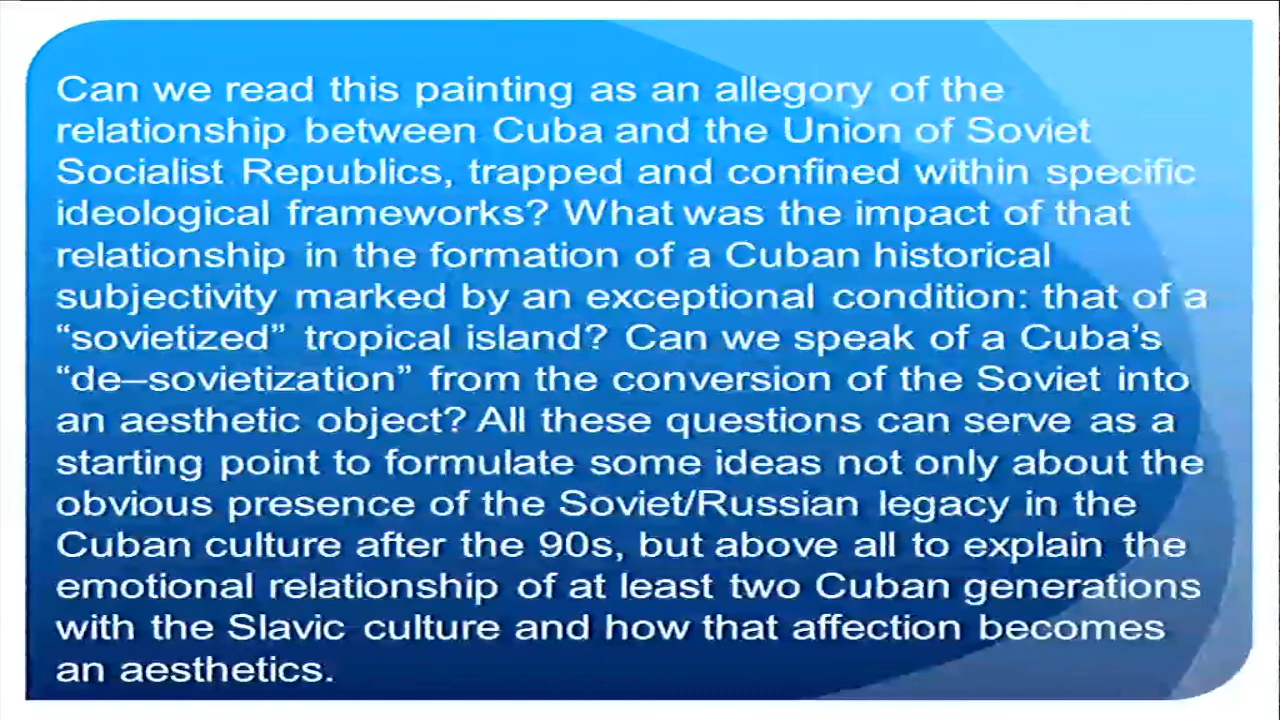 Can we read this painting as an allegory of the
relationship between Cuba and the Union of Soviet
Socialist Republics, trapped and confined within specific
ideological frameworks? What was the impact of that
relationship in the formation of a Cuban historical
subjectivity marked by an exceptional condition: that of a
“sovietized” tropical island? Can we speak of a Cuba’s
“de–sovietization” from the conversion of the Soviet into
an aesthetic object? All these questions can serve as a
starting point to formulate some ideas not only about the
obvious presence of the Soviet/Russian legacy in the
Cuban culture after the 90s, but above all to explain the
emotional relationship of at least two Cuban generations
with the Slavic culture and how that affection becomes
an aesthetics.